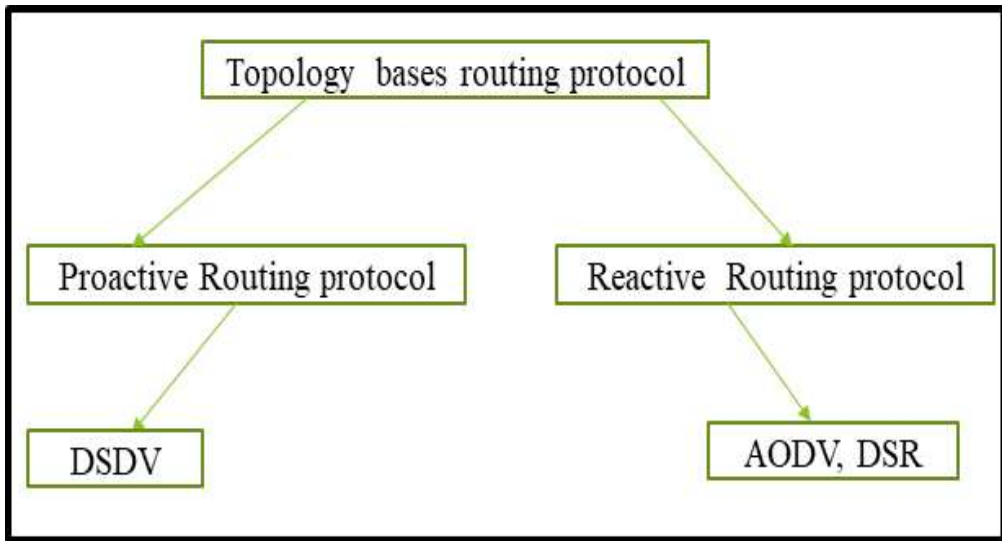 Topology bases routing protocol
Proactive Routing protocol
Reactive Routing protocol
DSDV
AODV, DSR